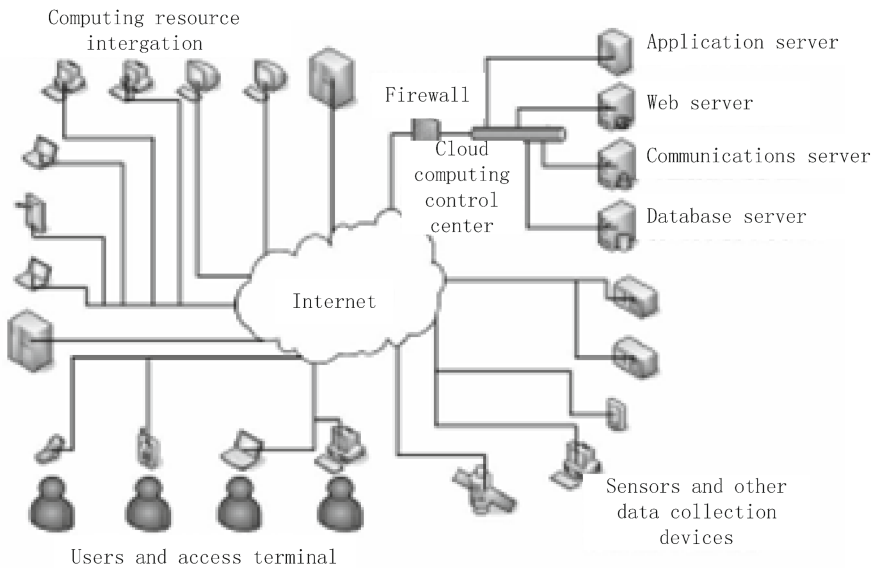 Computing resource
intergation
Application server
Firewall
Web server
Cloud
computing
control
center
Communications server
Database server
Internet
Sensors and other
data collection
devices
Users and access terminal